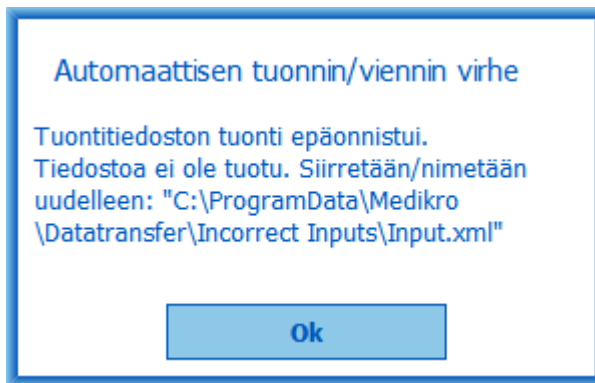 Automaattisen tuonnin/viennin virhe
Tuontitiedoston tuonti epäonnistui.
Tiedostoa ei ole tuotu. Siirretään/nimetään
uudelleen: "C:\ProgramData\Medikro
\Datatransfer\Incorrect Inputs\Input.xml"
Ok